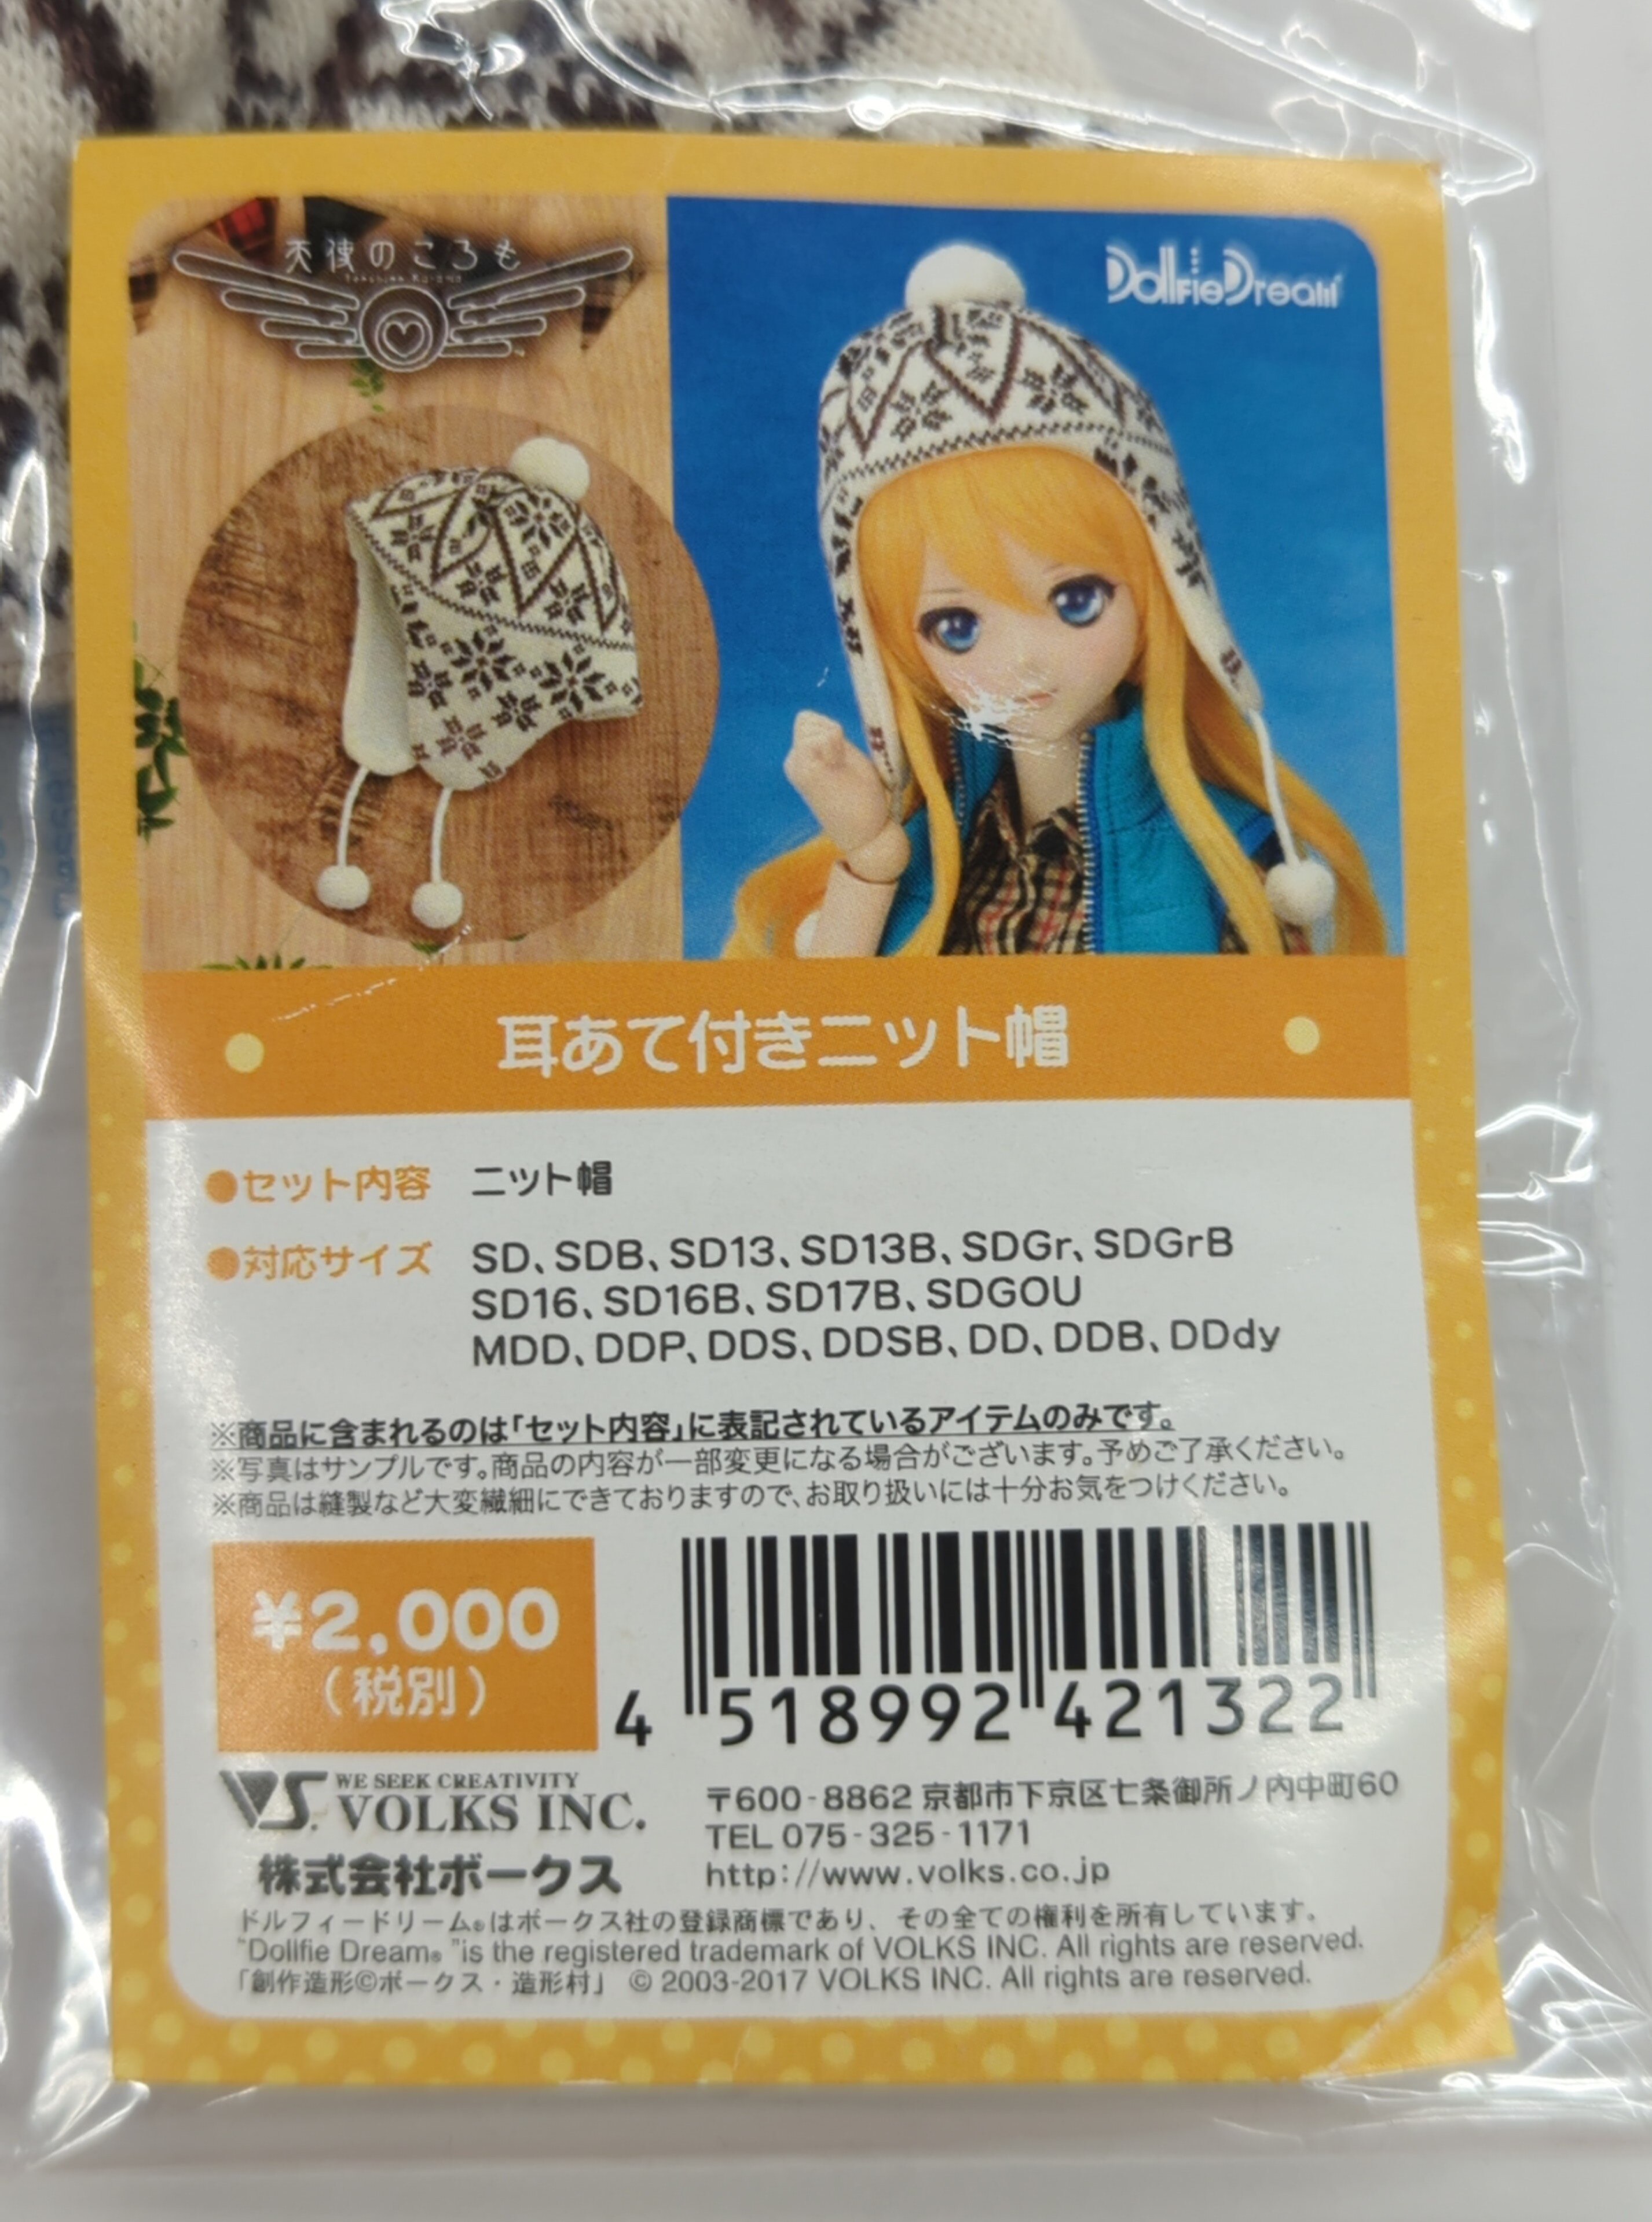 天使のころも
Tenshino Koromo
DollfieDream
耳あて付きニット帽
●セット内容 ニット帽
●対応サイズ SD、SDB、SD13、SD13B、SDGr、SDGrB
SD16、SD16B、SD17B、SDGOU
MDD、DDP、DDS、DDSB、DD、DDB、DDdy
※商品に含まれるのは「セット内容」に表記されているアイテムのみです。
※写真はサンプルです。商品の内容が一部変更になる場合がございます。予めご了承ください。
※商品は縫製など大変繊細にできておりますので、お取り扱いには十分お気をつけください。
¥2,000
（税別）
4 518992 421322
VS. WE SEEK CREATIVITY
VOLKS INC.
株式会社ボークス
〒600-8862 京都市下京区七条御所ノ内中町60
TEL 075-325-1171
http://www.volks.co.jp
ドルフィードリーム®はボークス社の登録商標であり、その全ての権利を所有しています。
"Dollfie Dream® "is the registered trademark of VOLKS INC. All rights are reserved.
「創作造形©ボークス・造形村」 © 2003-2017 VOLKS INC. All rights are reserved.